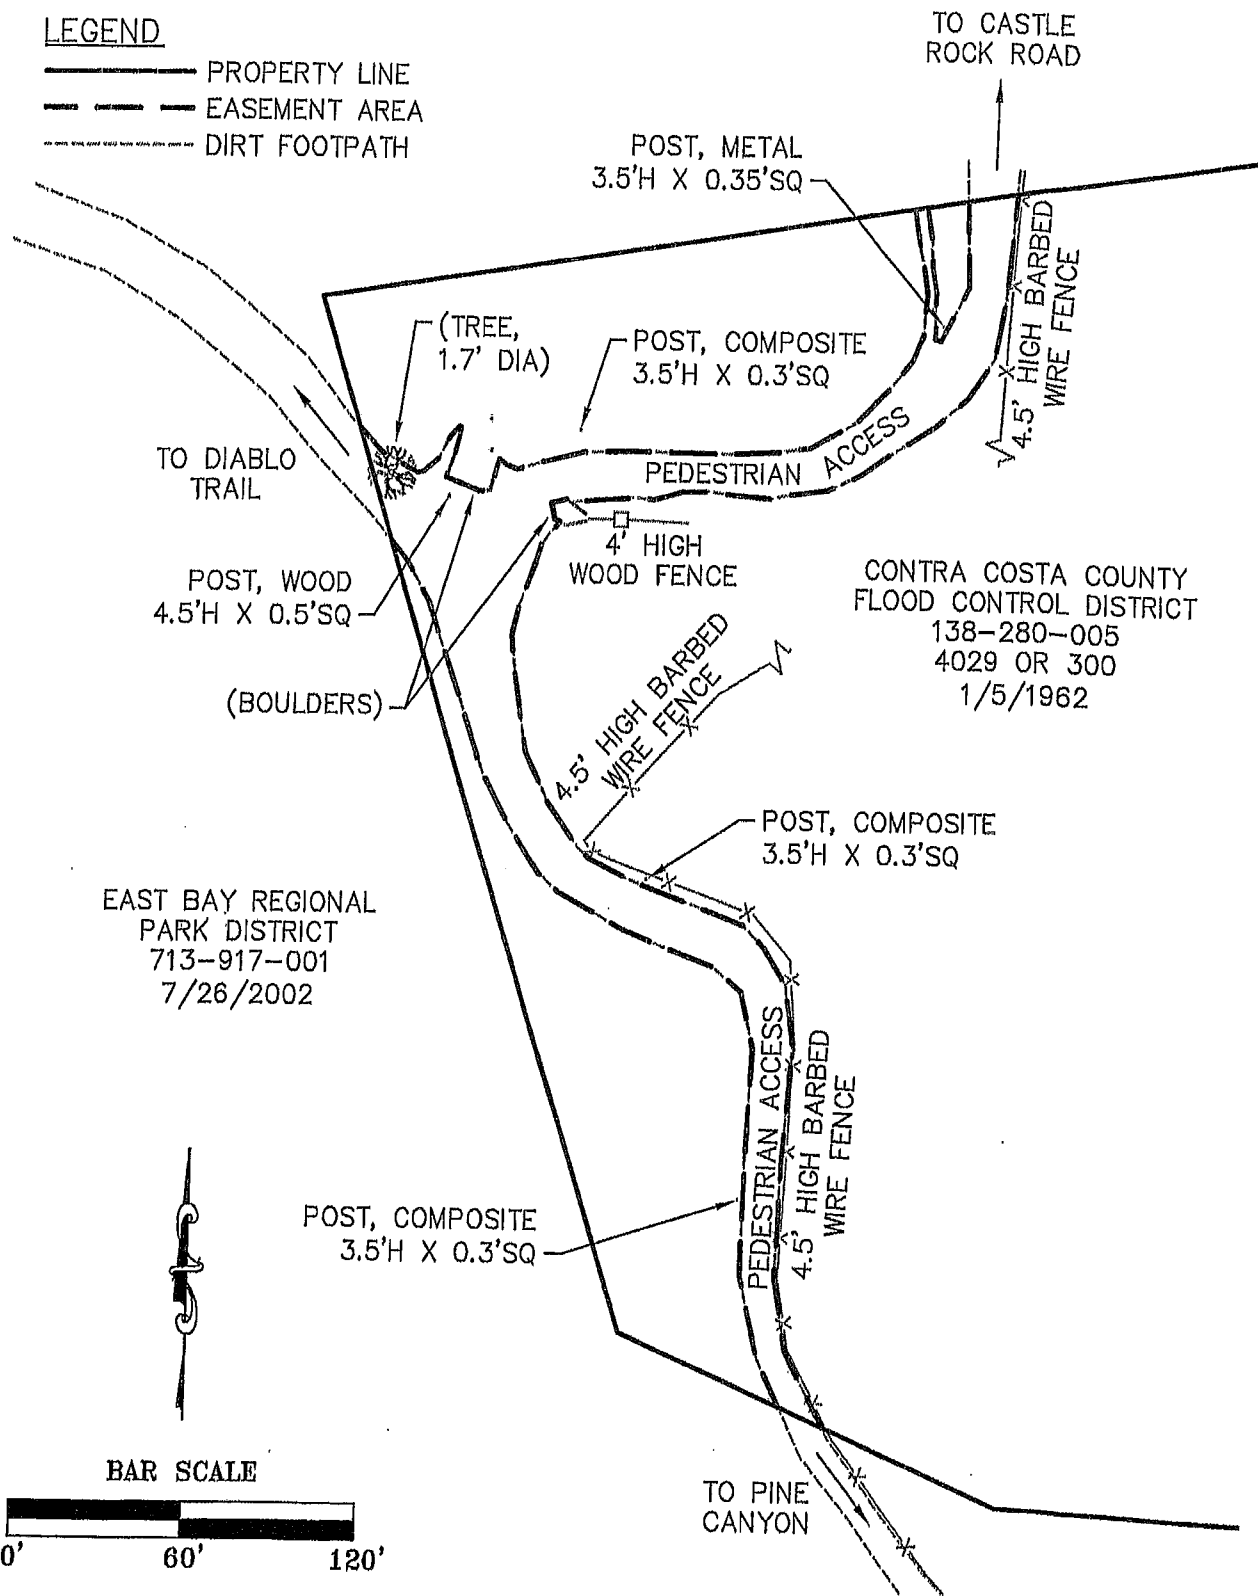 LEGEND
PROPERTY LINE
EASEMENT AREA
DIRT FOOTPATH
TO CASTLE
ROCK ROAD
POST, METAL
3.5'H X 0.35'SQ
4.5' HIGH BARBED
WIRE FENCE
(TREE,
1.7' DIA)
POST, COMPOSITE
3.5'H X 0.3'SQ
TO DIABLO
TRAIL
PEDESTRIAN ACCESS
4' HIGH
WOOD FENCE
POST, WOOD
4.5'H X 0.5'SQ
CONTRA COSTA COUNTY
FLOOD CONTROL DISTRICT
138-280-005
4029 OR 300
1/5/1962
(BOULDERS)
4.5' HIGH BARBED
WIRE FENCE
POST, COMPOSITE
3.5'H X 0.3'SQ
EAST BAY REGIONAL
PARK DISTRICT
713-917-001
7/26/2002
PEDESTRIAN ACCESS
4.5' HIGH BARBED
WIRE FENCE
POST, COMPOSITE
3.5'H X 0.3'SQ
BAR SCALE
0' 60' 120'
TO PINE
CANYON